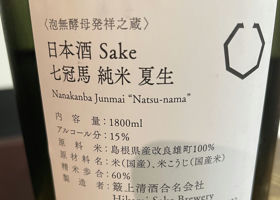 〈泡無酵母発祥之蔵〉
日本酒 Sake
七冠馬 純米 夏生
Nanakanba Junmai “Natsu-nama”
内容量：1800ml
アルコール分：15%
原料米：島根県産改良雄町100%
原材料名：米(国産)、米こうじ(国産米)
精米歩合：60%
製造者：簸上清酒合名会社
Hikami Sake Brewery